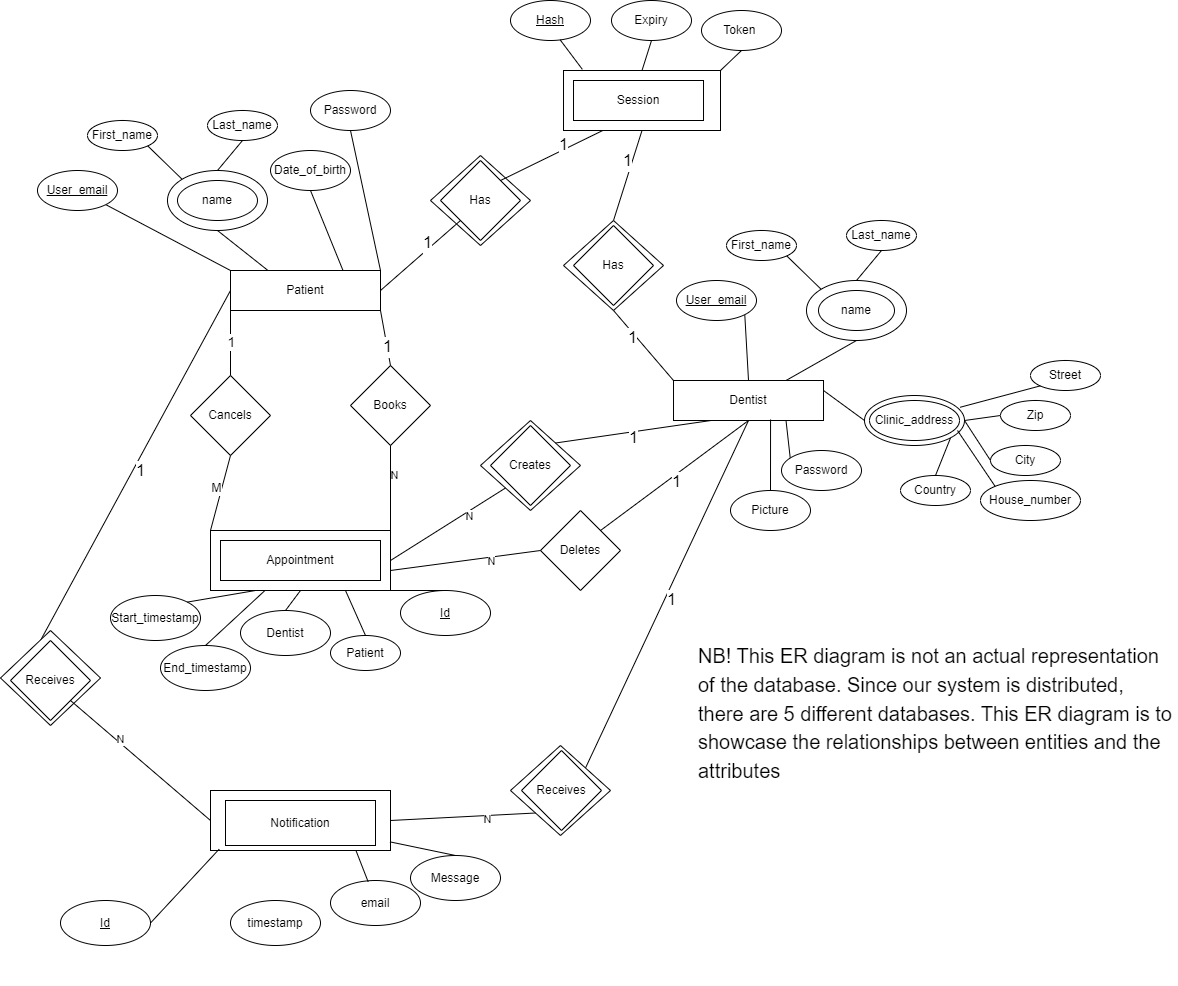 Hash
Expiry
Token
Session
Password
Last_name
First_name
Date_of_birth
User_email
name
1
1
Has
Has
1
1
Last_name
First_name
User_email
name
Patient
1
1
Dentist
Street
Clinic_address
Zip
City
Country
House_number
Password
Picture
Cancels
Books
Creates
1
1
1
M
N
N
N
Deletes
Appointment
Start_timestamp
End_timestamp
Dentist
Patient
Id
1
Receives
N
NB! This ER diagram is not an actual representation
of the database. Since our system is distributed,
there are 5 different databases. This ER diagram is to
showcase the relationships between entities and the
attributes
Receives
N
Notification
Message
email
timestamp
Id